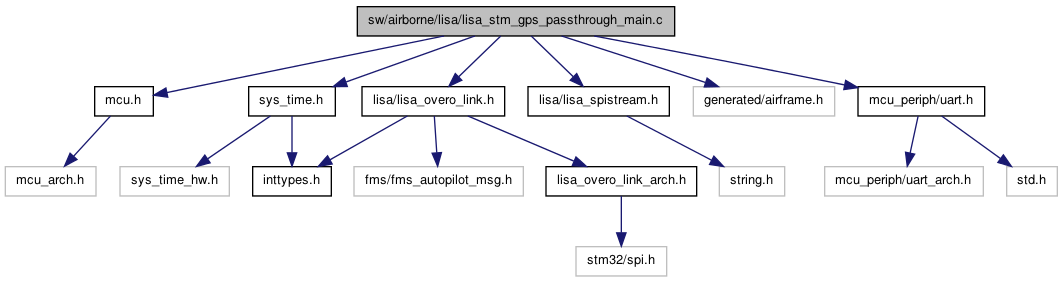 sw/airborne/lisa/lisa_stm_gps_passthrough_main.c
mcu.h
sys_time.h
lisa/lisa_overo_link.h
lisa/lisa_spistream.h
generated/airframe.h
mcu_periph/uart.h
mcu_arch.h
sys_time_hw.h
inttypes.h
fms/fms_autopilot_msg.h
lisa_overo_link_arch.h
string.h
mcu_periph/uart_arch.h
std.h
stm32/spi.h